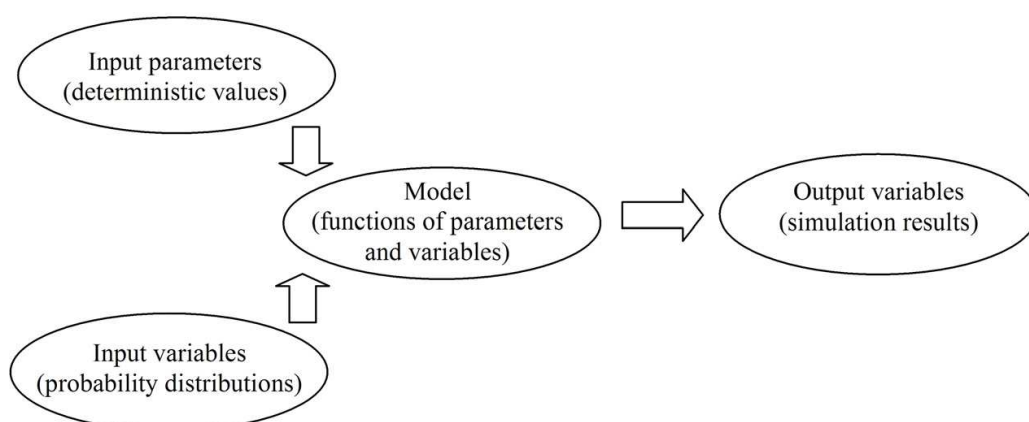 Input parameters
(deterministic values)
Model
(functions of parameters
and variables)
Output variables
(simulation results)
Input variables
(probability distributions)